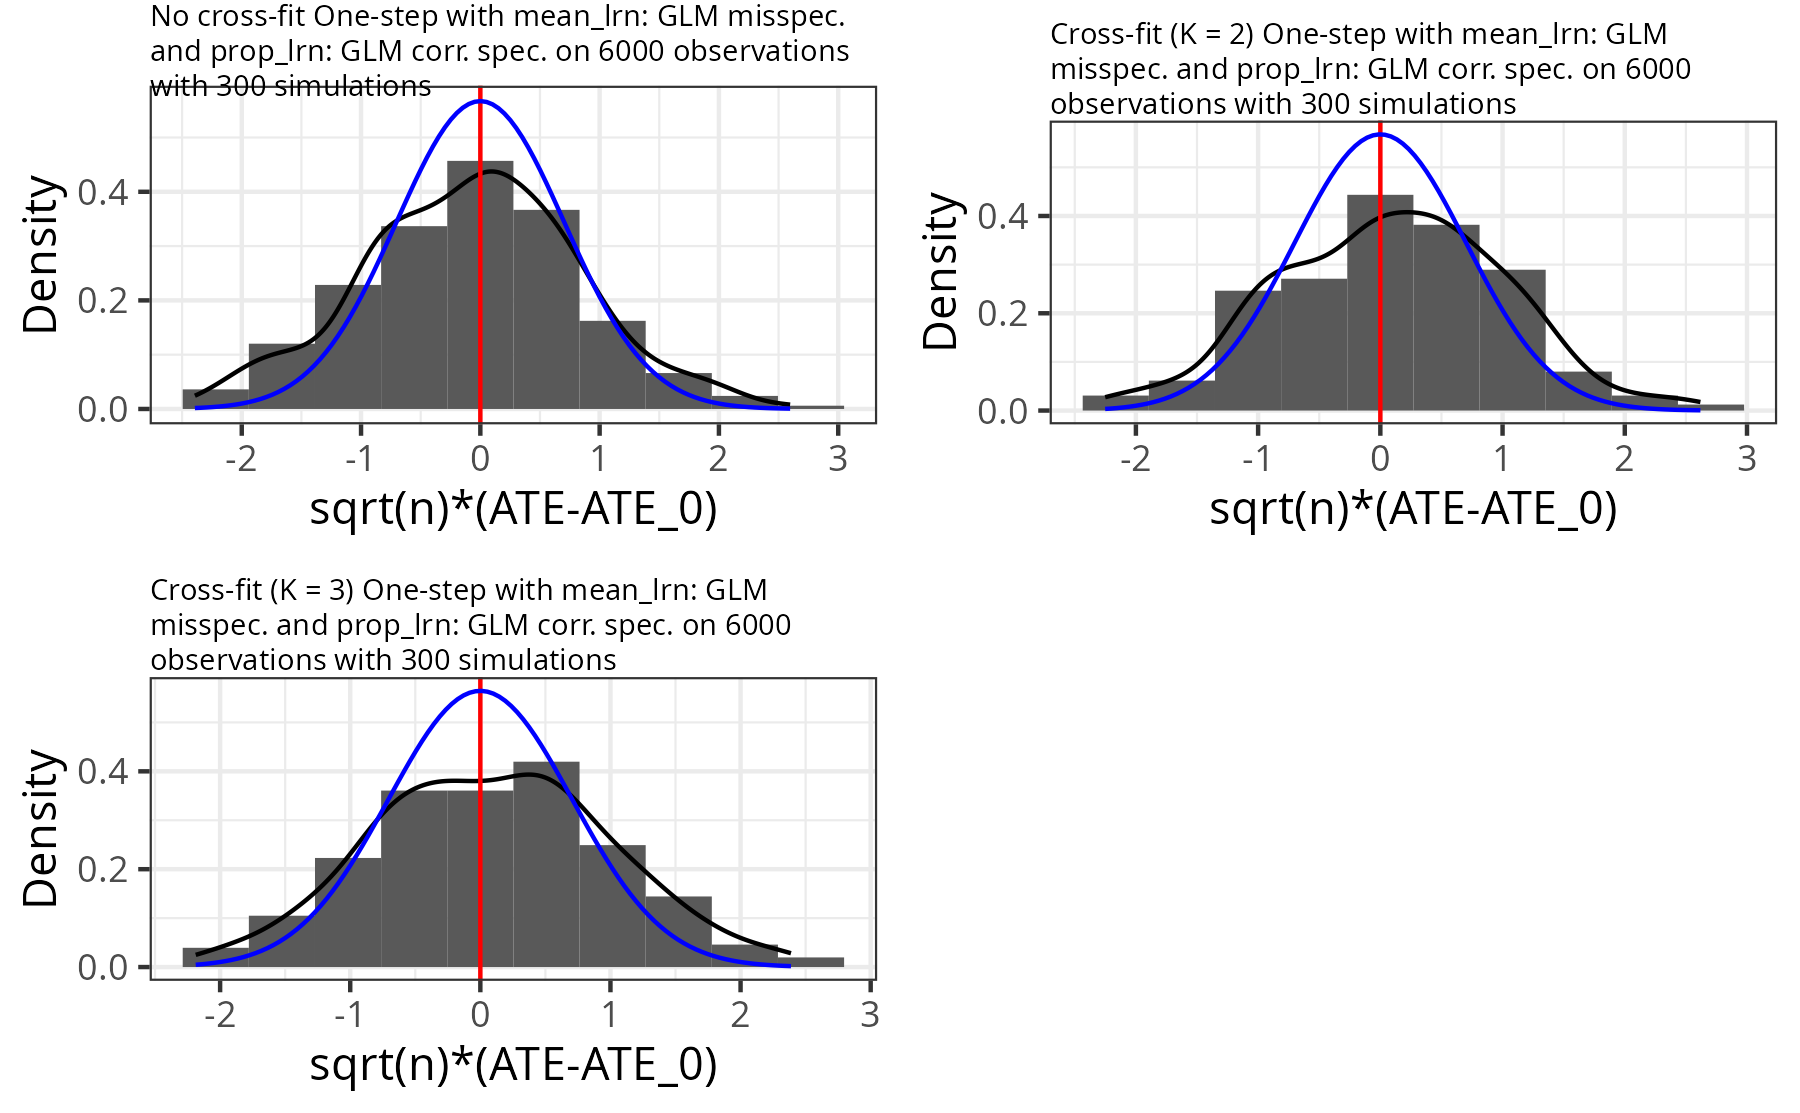 No cross-fit One-step with mean_lrn: GLM misspec.
and prop_lrn: GLM corr. spec. on 6000 observations
with 300 simulations
Density
0.4
0.2
0.0
-2 -1 0 1 2 3
sqrt(n)*(ATE-ATE_0)
Cross-fit (K = 2) One-step with mean_lrn: GLM
misspec. and prop_lrn: GLM corr. spec. on 6000
observations with 300 simulations
Density
0.4
0.2
0.0
-2 -1 0 1 2 3
sqrt(n)*(ATE-ATE_0)
Cross-fit (K = 3) One-step with mean_lrn: GLM
misspec. and prop_lrn: GLM corr. spec. on 6000
observations with 300 simulations
Density
0.4
0.2
0.0
-2 -1 0 1 2 3
sqrt(n)*(ATE-ATE_0)